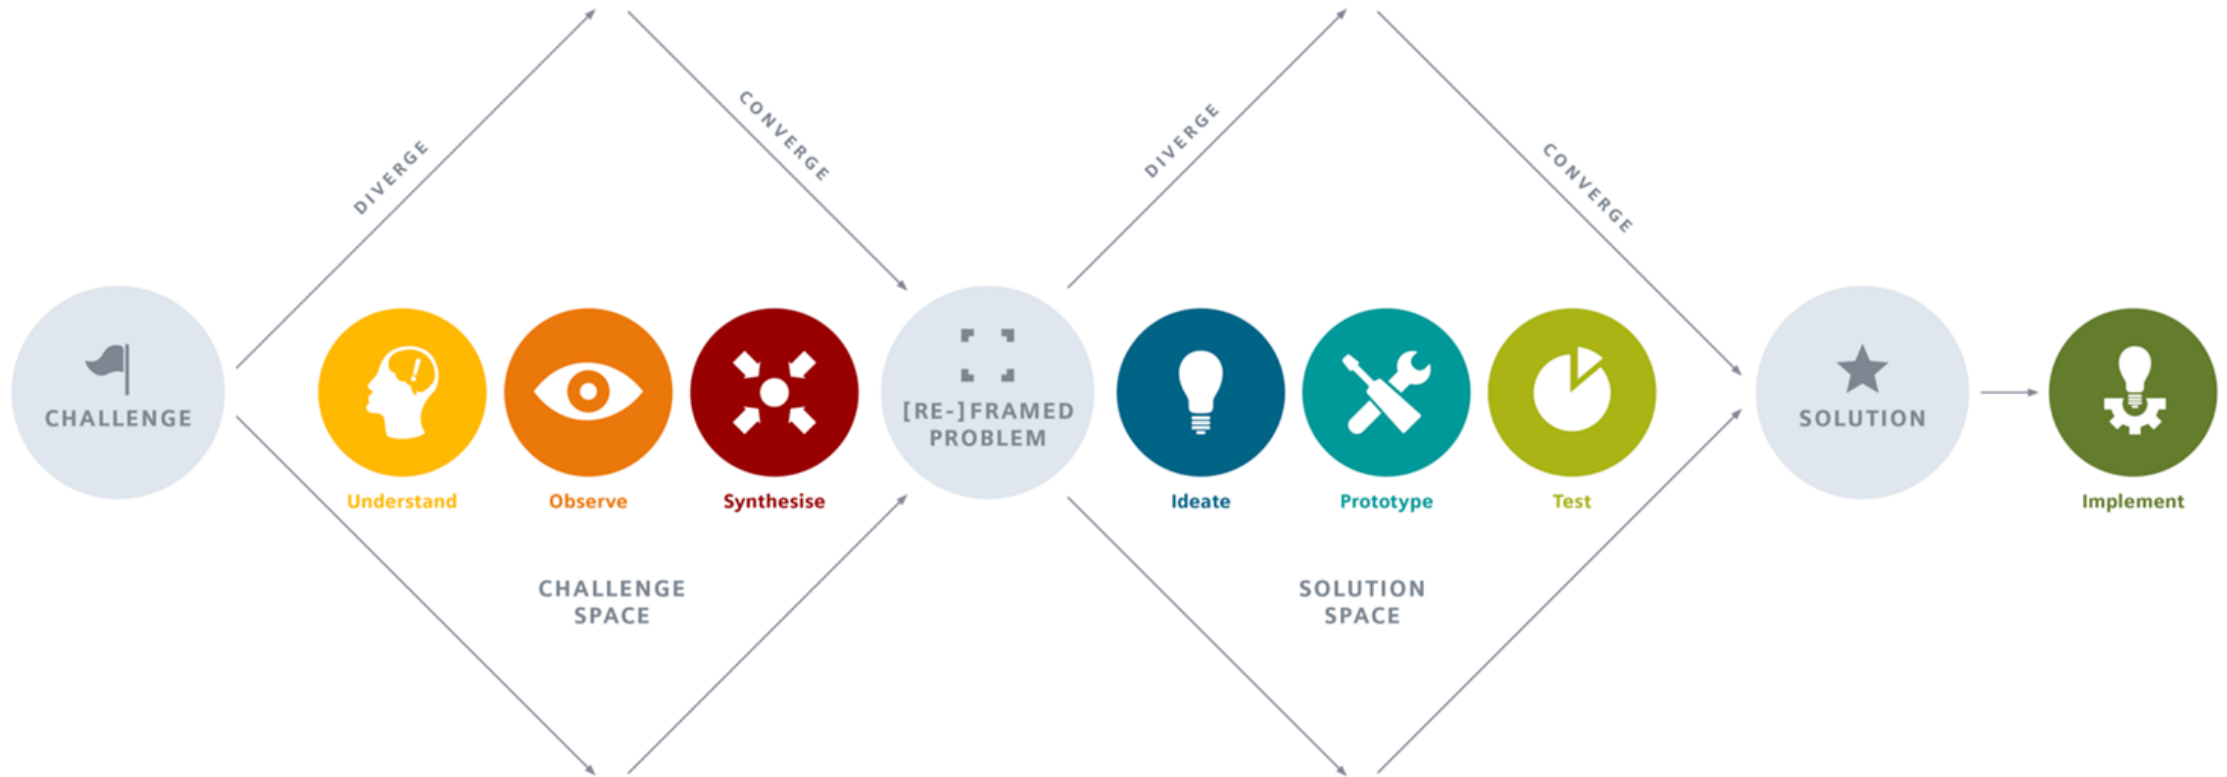 DIVERGE
CONVERGE
DIVERGE
CONVERGE
CHALLENGE
[RE-]FRAMED
PROBLEM
SOLUTION
Understand
Observe
Synthesise
Ideate
Prototype
Test
Implement
CHALLENGE
SPACE
SOLUTION
SPACE